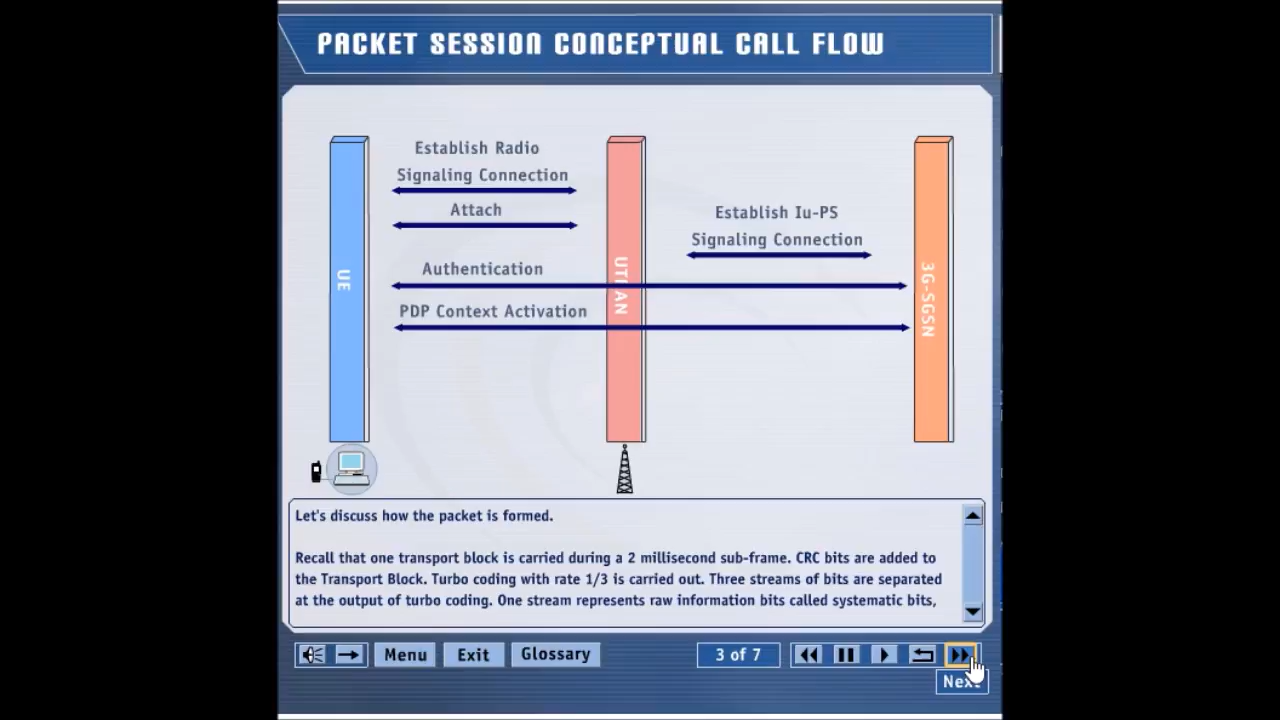 PACKET SESSION CONCEPTUAL CALL FLOW
Establish Radio
Signaling Connection
Attach
Establish Iu-PS
Signaling Connection
Authentication
PDP Context Activation
UE
UTRAN
3G-SGSN
Let's discuss how the packet is formed.
Recall that one transport block is carried during a 2 millisecond sub-frame. CRC bits are added to
the Transport Block. Turbo coding with rate 1/3 is carried out. Three streams of bits are separated
at the output of turbo coding. One stream represents raw information bits called systematic bits,
Menu
Exit
Glossary
3 of 7
Next